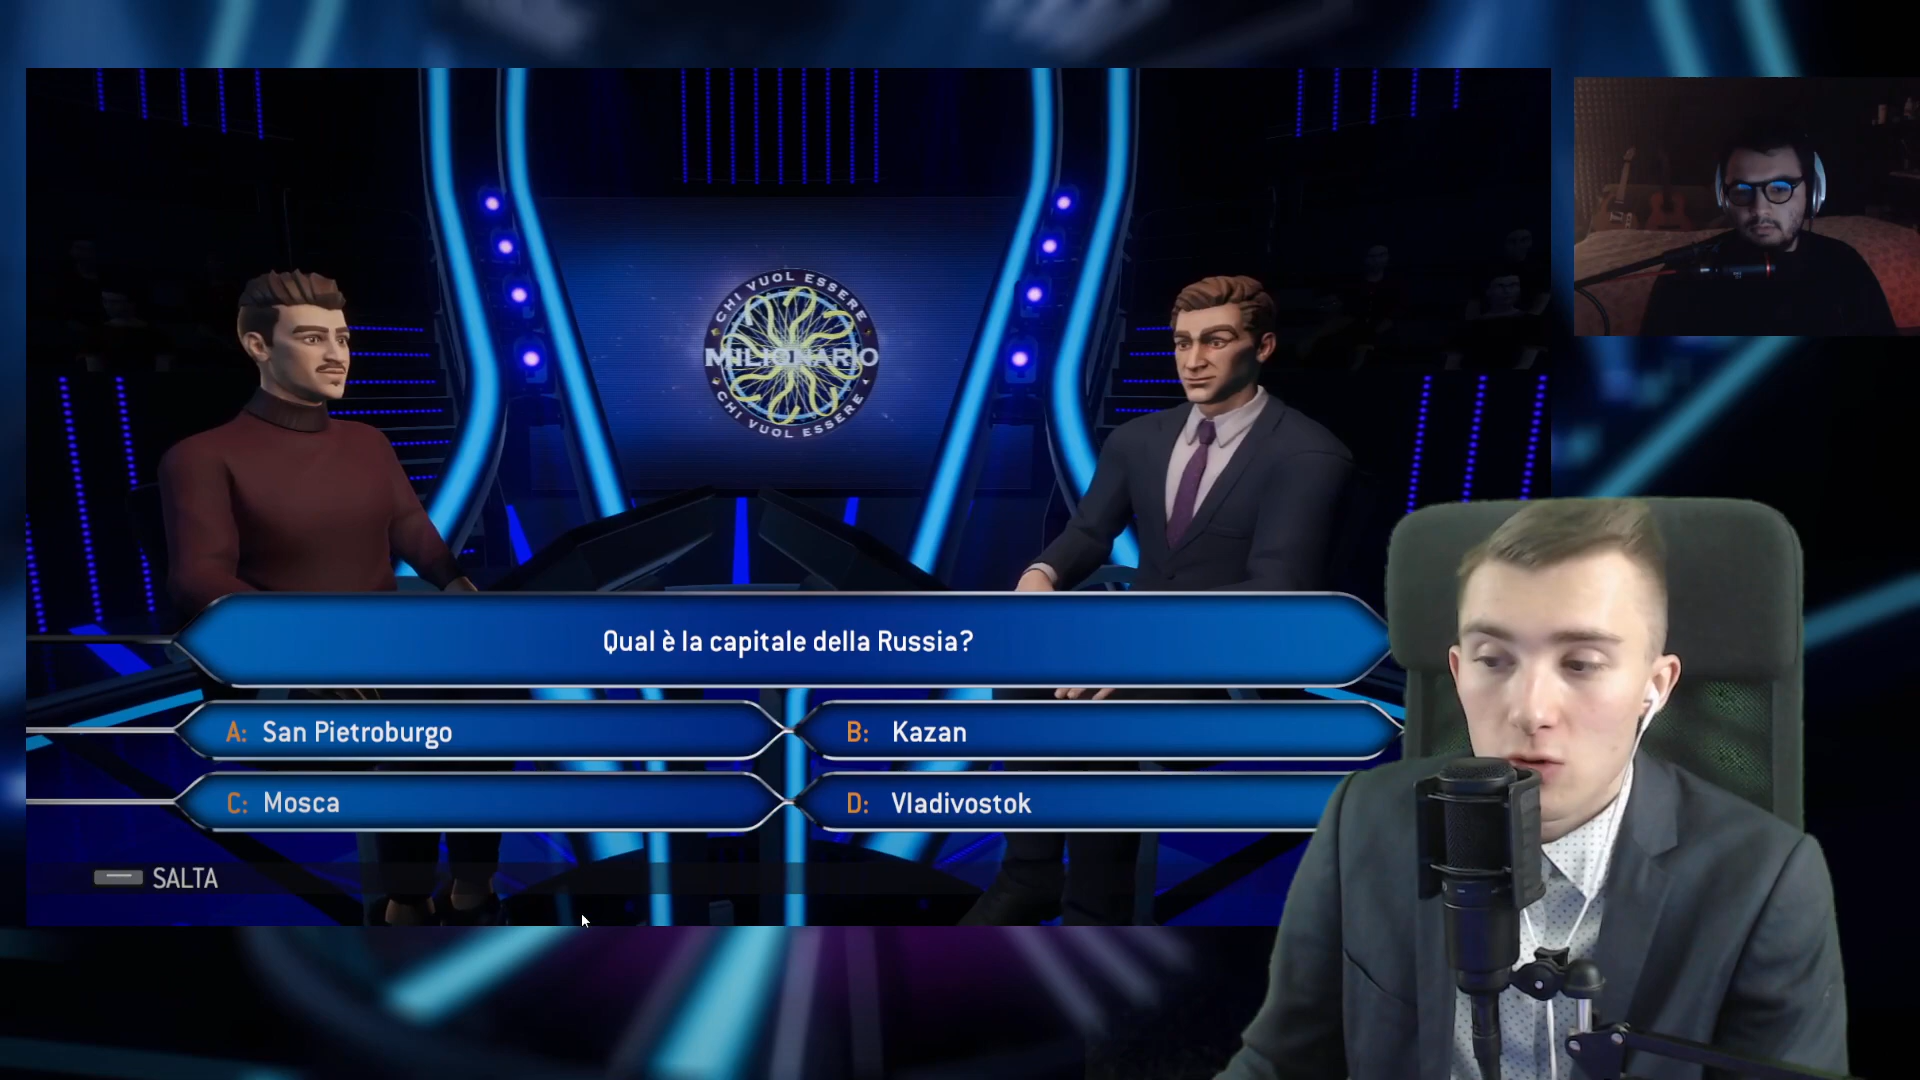 CHI VUOL ESSERE
MILIONARIO
CHI VUOL ESSERE
Qual è la capitale della Russia?
A: San Pietroburgo
B: Kazan
C: Mosca
D: Vladivostok
SALTA